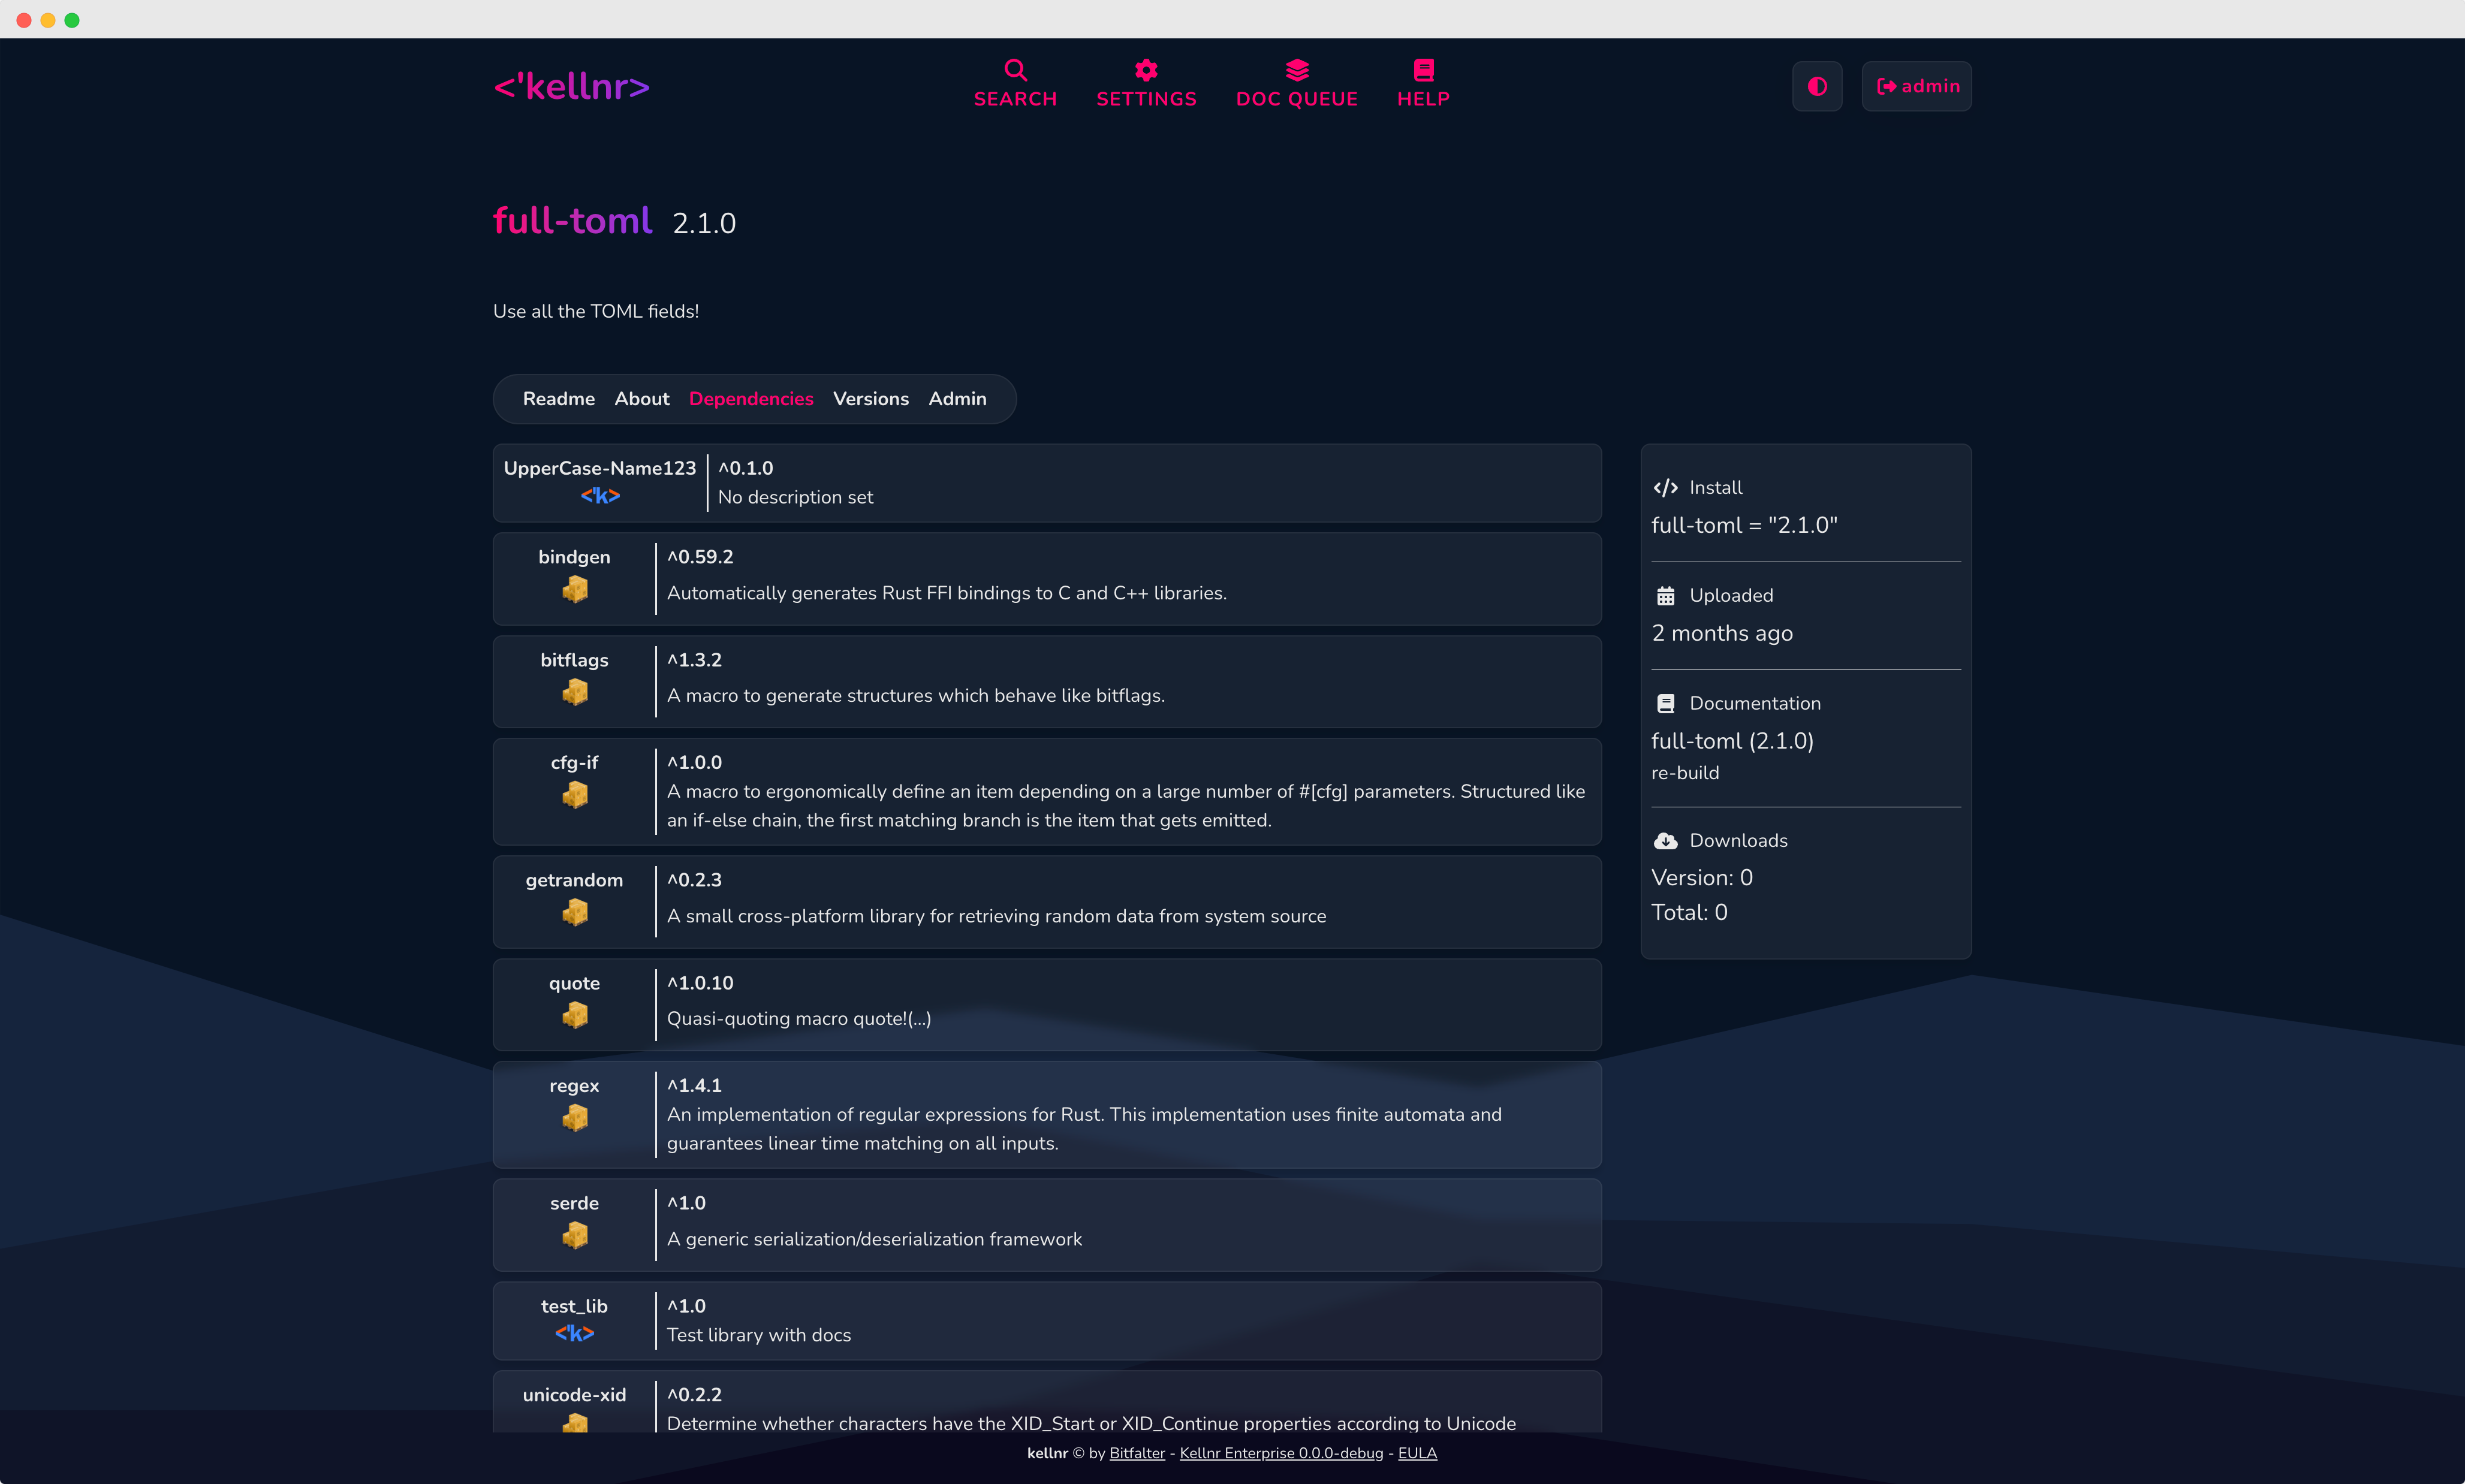 <'kellnr>
SEARCH
SETTINGS
DOC QUEUE
HELP
admin
full-toml 2.1.0
Use all the TOML fields!
Readme About Dependencies Versions Admin
UpperCase-Name123
<'k>
^0.1.0
No description set
bindgen
^0.59.2
Automatically generates Rust FFI bindings to C and C++ libraries.
bitflags
^1.3.2
A macro to generate structures which behave like bitflags.
cfg-if
^1.0.0
A macro to ergonomically define an item depending on a large number of #[cfg] parameters. Structured like
an if-else chain, the first matching branch is the item that gets emitted.
getrandom
^0.2.3
A small cross-platform library for retrieving random data from system source
quote
^1.0.10
Quasi-quoting macro quote!(...)
regex
^1.4.1
An implementation of regular expressions for Rust. This implementation uses finite automata and
guarantees linear time matching on all inputs.
serde
^1.0
A generic serialization/deserialization framework
test_lib
<'k>
^1.0
Test library with docs
unicode-xid
^0.2.2
Determine whether characters have the XID_Start or XID_Continue properties according to Unicode
Install
full-toml = "2.1.0"
Uploaded
2 months ago
Documentation
full-toml (2.1.0)
re-build
Downloads
Version: 0
Total: 0
kellnr © by Bitfalter - Kellnr Enterprise 0.0.0-debug - EULA